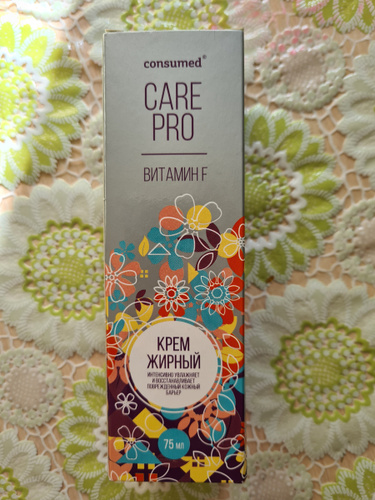 consumed®
CARE
PRO
ВИТАМИН F
КРЕМ
ЖИРНЫЙ
ИНТЕНСИВНО УВЛАЖНЯЕТ
И ВОССТАНАВЛИВАЕТ
ПОВРЕЖДЕННЫЙ КОЖНЫЙ
БАРЬЕР
75 МЛ